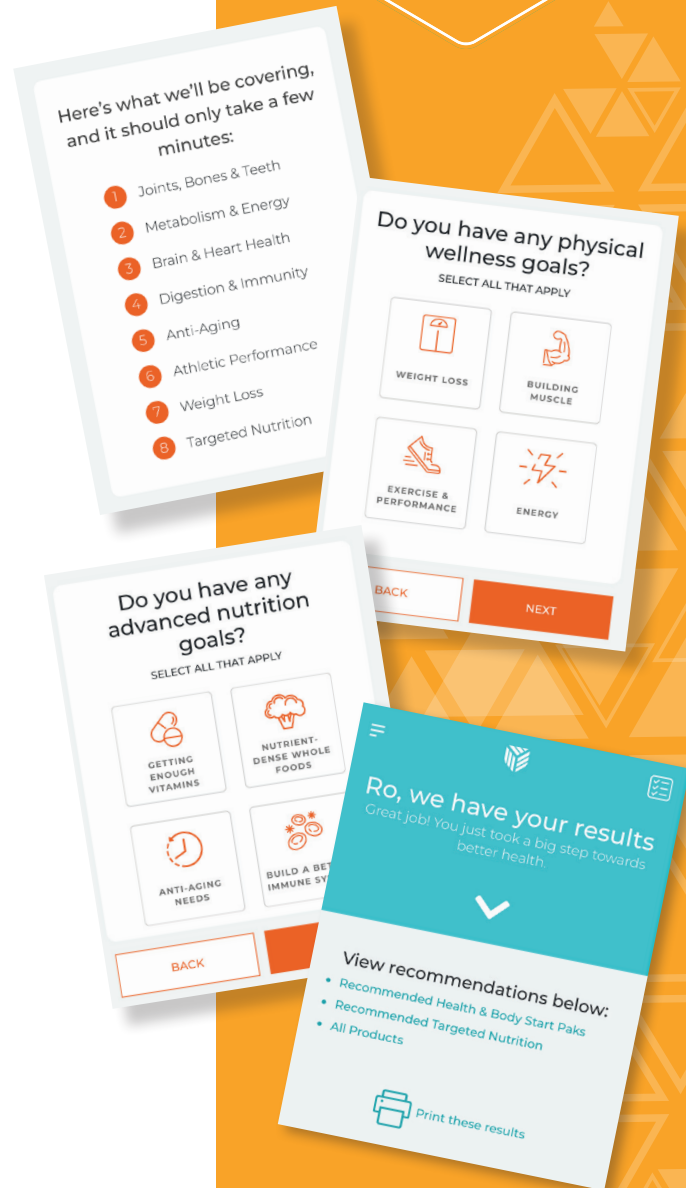 Here's what we'll be covering,
and it should only take a few
minutes:
1 Joints, Bones & Teeth
2 Metabolism & Energy
3 Brain & Heart Health
4 Digestion & Immunity
5 Anti-Aging
6 Athletic Performance
7 Weight Loss
8 Targeted Nutrition
Do you have any physical
wellness goals?
SELECT ALL THAT APPLY
WEIGHT LOSS
BUILDING
MUSCLE
EXERCISE &
PERFORMANCE
ENERGY
BACK
NEXT
Do you have any
advanced nutrition
goals?
SELECT ALL THAT APPLY
GETTING
ENOUGH
VITAMINS
NUTRIENT-
DENSE WHOLE
FOODS
ANTI-AGING
NEEDS
BUILD A BET
IMMUNE SY
BACK
Ro, we have your results
Great job! You just took a big step towards
better health.
View recommendations below:
• Recommended Health & Body Start Paks
• Recommended Targeted Nutrition
• All Products
Print these results